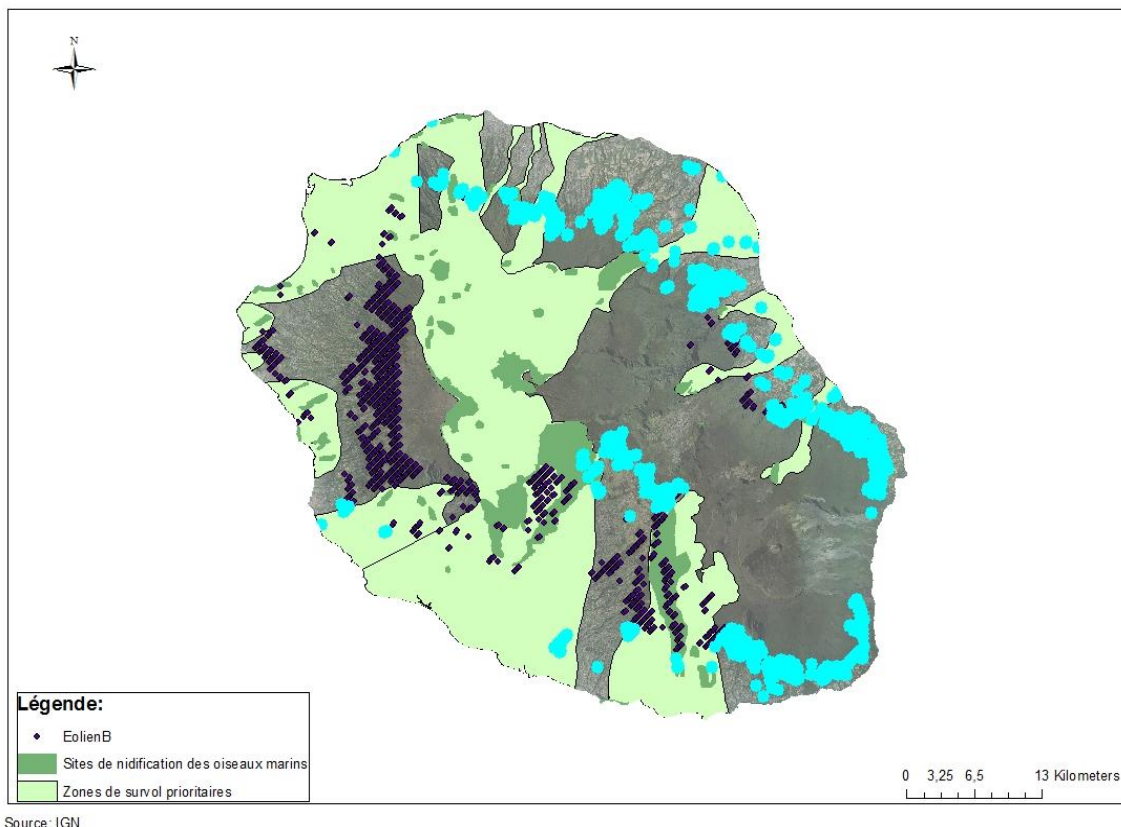 N
Légende:
EolienB
Sites de nidification des oiseaux marins
Zones de survol prioritaires
0 3,25 6,5 13 Kilometers
Source: IGN